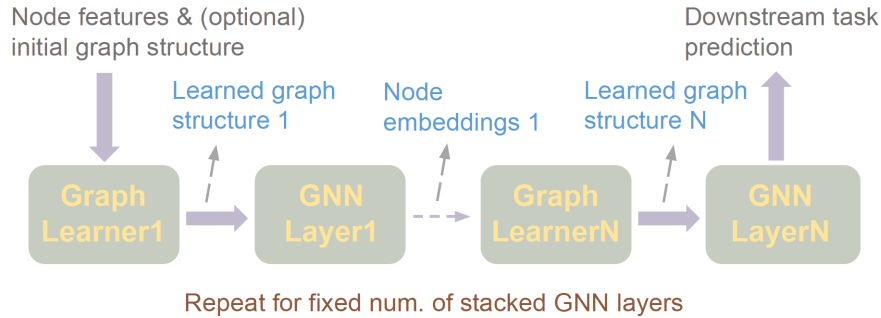 Node features & (optional)
initial graph structure
Downstream task
prediction
Learned graph
structure 1
Node
embeddings 1
Learned graph
structure N
Graph
Learner1
GNN
Layer1
Graph
LearnerN
GNN
LayerN
Repeat for fixed num. of stacked GNN layers